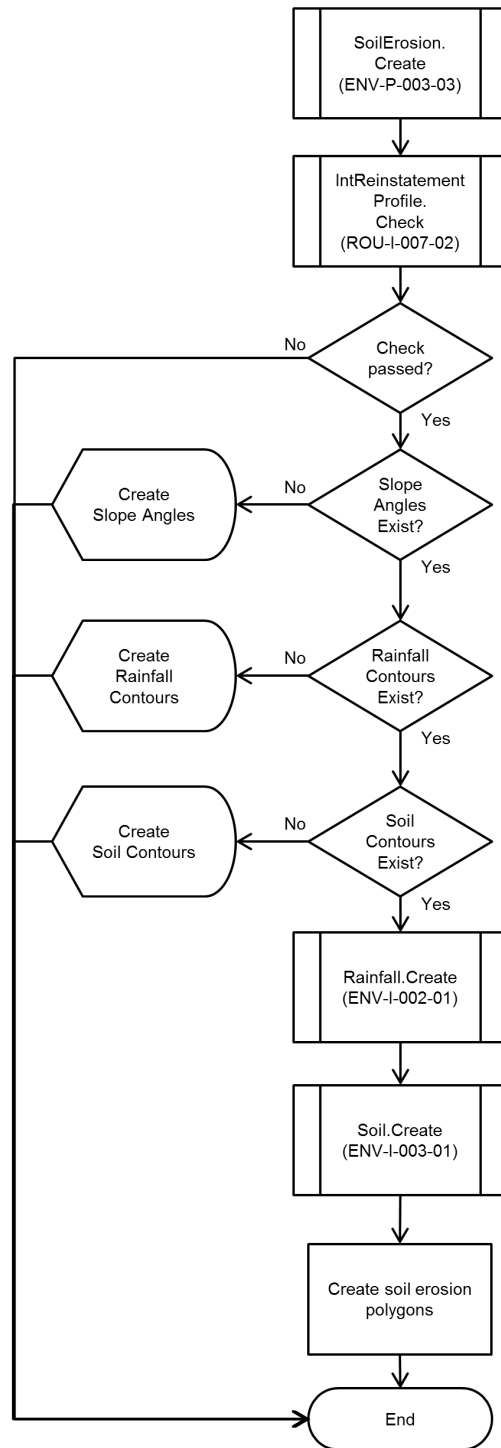 SoilErosion.
Create
(ENV-P-003-03)
IntReinstatement
Profile.
Check
(ROU-I-007-02)
No
Check
passed?
Yes
Create
Slope Angles
No
Slope
Angles
Exist?
Yes
Create
Rainfall
Contours
No
Rainfall
Contours
Exist?
Yes
Create
Soil Contours
No
Soil
Contours
Exist?
Yes
Rainfall.Create
(ENV-I-002-01)
Soil.Create
(ENV-I-003-01)
Create soil erosion
polygons
End